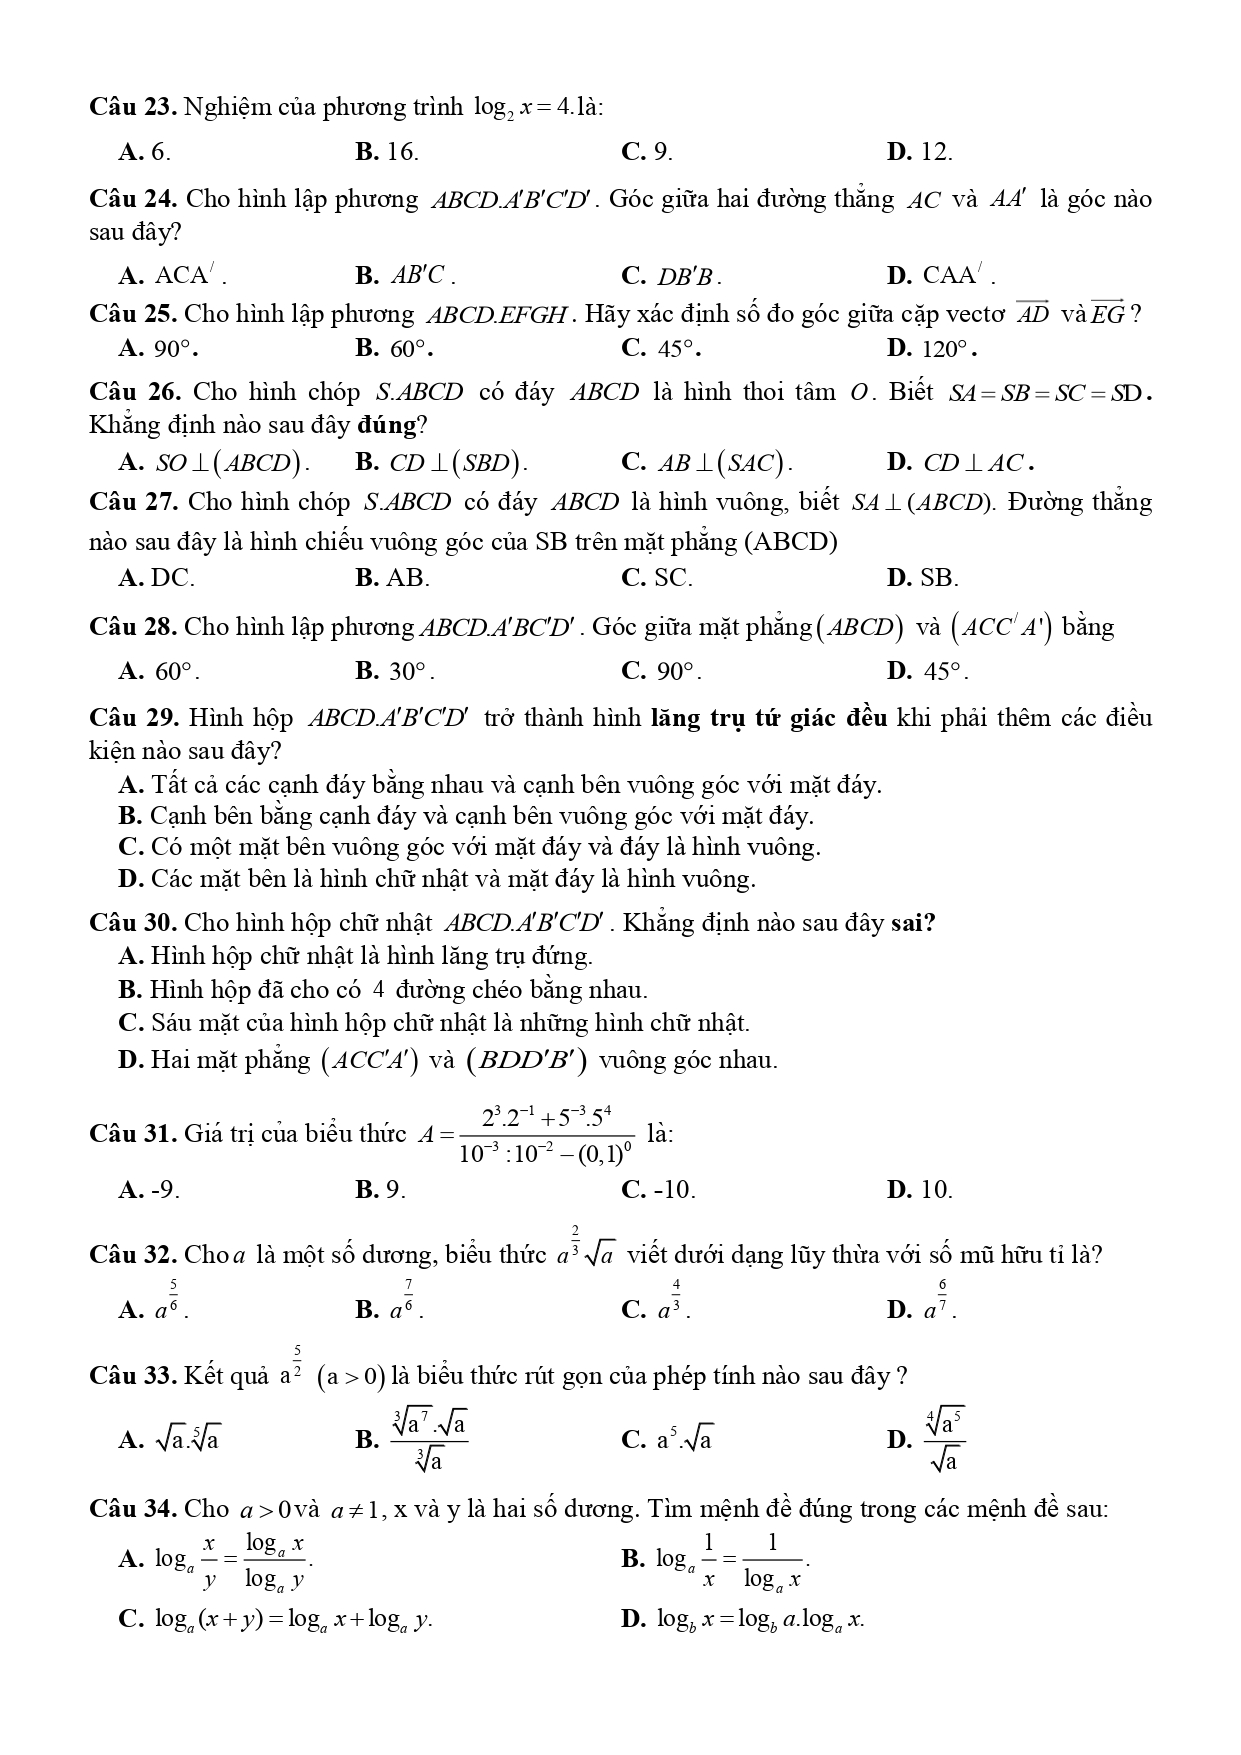 Câu 23. Nghiệm của phương trình log₂ x = 4.là:
A. 6. B. 16. C. 9. D. 12.
Câu 24. Cho hình lập phương ABCD.A′B′C′D′. Góc giữa hai đường thẳng AC và AA′ là góc nào
sau đây?
A. ACA/. B. AB′C. C. DB′B. D. CAA/.
Câu 25. Cho hình lập phương ABCD.EFGH. Hãy xác định số đo góc giữa cặp vectơ \overrightarrow{AD} và \overrightarrow{EG} ?
A. 90°. B. 60°. C. 45°. D. 120°.
Câu 26. Cho hình chóp S.ABCD có đáy ABCD là hình thoi tâm O. Biết SA = SB = SC = SD.
Khẳng định nào sau đây đúng?
A. SO ⊥ (ABCD). B. CD ⊥ (SBD). C. AB ⊥ (SAC). D. CD ⊥ AC.
Câu 27. Cho hình chóp S.ABCD có đáy ABCD là hình vuông, biết SA ⊥ (ABCD). Đường thẳng
nào sau đây là hình chiếu vuông góc của SB trên mặt phẳng (ABCD)
A. DC. B. AB. C. SC. D. SB.
Câu 28. Cho hình lập phương ABCD.A′BC′D′. Góc giữa mặt phẳng (ABCD) và (ACC/A') bằng
A. 60°. B. 30°. C. 90°. D. 45°.
Câu 29. Hình hộp ABCD.A′B′C′D′ trở thành hình lăng trụ tứ giác đều khi phải thêm các điều
kiện nào sau đây?
A. Tất cả các cạnh đáy bằng nhau và cạnh bên vuông góc với mặt đáy.
B. Cạnh bên bằng cạnh đáy và cạnh bên vuông góc với mặt đáy.
C. Có một mặt bên vuông góc với mặt đáy và đáy là hình vuông.
D. Các mặt bên là hình chữ nhật và mặt đáy là hình vuông.
Câu 30. Cho hình hộp chữ nhật ABCD.A′B′C′D′. Khẳng định nào sau đây sai?
A. Hình hộp chữ nhật là hình lăng trụ đứng.
B. Hình hộp đã cho có 4 đường chéo bằng nhau.
C. Sáu mặt của hình hộp chữ nhật là những hình chữ nhật.
D. Hai mặt phẳng (ACC′A′) và (BDD′B′) vuông góc nhau.
Câu 31. Giá trị của biểu thức A = \frac{2^{3}.2^{-1}+5^{-3}.5^{4}}{10^{-3}:10^{-2}-(0,1)^{0}} là:
A. -9. B. 9. C. -10. D. 10.
Câu 32. Cho a là một số dương, biểu thức a^{\frac{2}{3}}\sqrt{a} viết dưới dạng lũy thừa với số mũ hữu tỉ là?
A. a^{\frac{5}{6}}. B. a^{\frac{7}{6}}. C. a^{\frac{4}{3}}. D. a^{\frac{6}{7}}.
Câu 33. Kết quả a^{\frac{5}{2}} (a > 0) là biểu thức rút gọn của phép tính nào sau đây ?
A. \sqrt{a}.\sqrt[5]{a} B. \frac{\sqrt[3]{a^{7}}.\sqrt{a}}{\sqrt[3]{a}} C. a^{5}.\sqrt{a} D. \frac{\sqrt[4]{a^{5}}}{\sqrt{a}}
Câu 34. Cho a > 0 và a ≠ 1, x và y là hai số dương. Tìm mệnh đề đúng trong các mệnh đề sau:
A. \log_{a}\frac{x}{y} = \frac{\log_{a}x}{\log_{a}y}. B. \log_{a}\frac{1}{x} = \frac{1}{\log_{a}x}.
C. \log_{a}(x + y) = \log_{a}x + \log_{a}y. D. \log_{b}x = \log_{b}a.\log_{a}x.